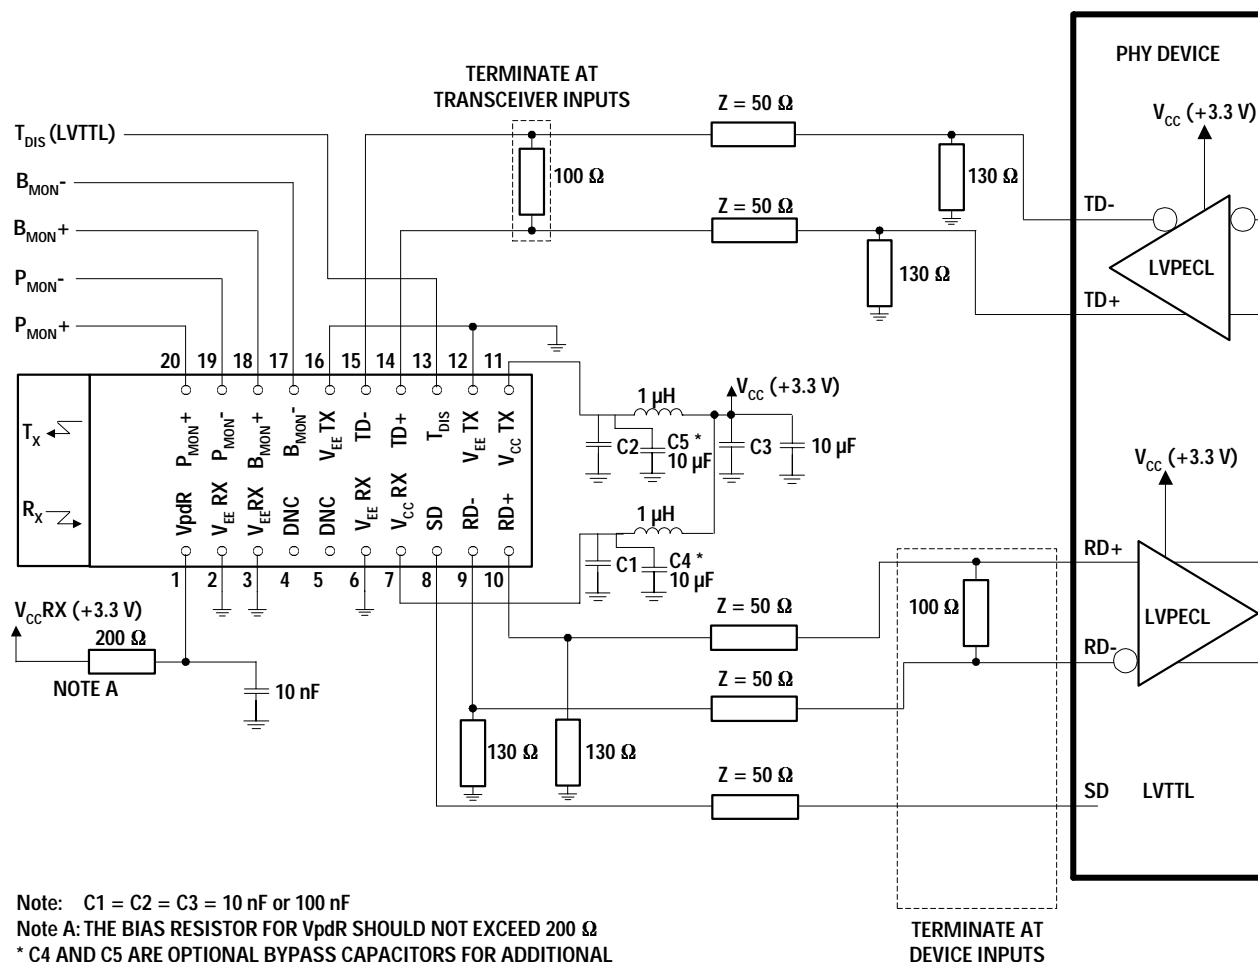 PHY DEVICE
TERMINATE AT
TRANSCEIVER INPUTS
Z = 50 Ω
V_CC (+3.3 V)
T_DIS (LVTTL)
100 Ω
130 Ω
B_MON-
TD-
Z = 50 Ω
B_MON+
LVPECL
P_MON-
130 Ω
TD+
P_MON+
20 19 18 17 16 15 14 13 12 11
1 µH
V_CC (+3.3 V)
T_X
P_MON+
P_MON-
B_MON+
B_MON-
V_EE TX
TD-
TD+
T_DIS
V_EE TX
V_CC TX
C2
C5 *
10 µF
C3
10 µF
V_CC (+3.3 V)
R_X
VpdR
V_EE RX
V_EE RX
DNC
DNC
V_EE RX
V_CC RX
SD
RD-
RD+
1 µH
C1
C4 *
10 µF
RD+
1 2 3 4 5 6 7 8 9 10
V_CC RX (+3.3 V)
200 Ω
NOTE A
10 nF
Z = 50 Ω
100 Ω
LVPECL
RD-
Z = 50 Ω
130 Ω
130 Ω
Z = 50 Ω
SD
LVTTL
Note: C1 = C2 = C3 = 10 nF or 100 nF
Note A: THE BIAS RESISTOR FOR VpdR SHOULD NOT EXCEED 200 Ω
* C4 AND C5 ARE OPTIONAL BYPASS CAPACITORS FOR ADDITIONAL
TERMINATE AT
DEVICE INPUTS